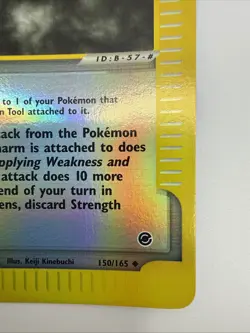 ID:B-57-#
to 1 of your Pokémon that
n Tool attached to it.
tack from the Pokémon
harm is attached to does
pplying Weakness and
attack does 10 more
end of your turn in
ens, discard Strength
Illus. Keiji Kinebuchi
150/165 ◆